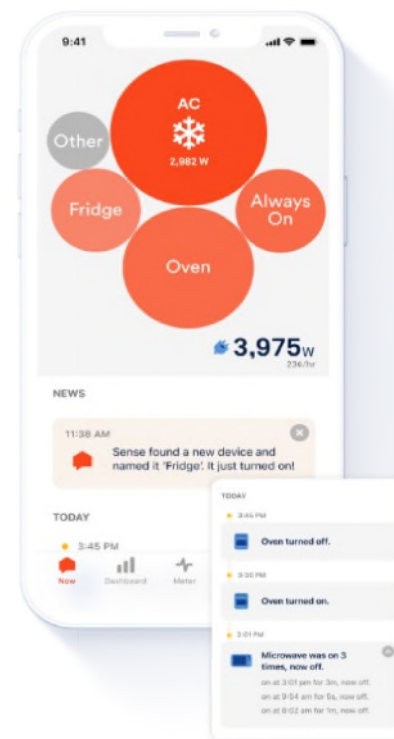 9:41
AC
2,982 W
Other
Fridge
Always
On
Oven
3,975w
23¢/hr
NEWS
11:38 AM
Sense found a new device and
named it 'Fridge'. It just turned on!
TODAY
3:45 PM
Now
Dashboard
Meter
TODAY
3:45 PM
Oven turned off.
Oven turned on.
3:01 PM
Microwave was on 3
times, now off.
on at 3:01 pm for 3m, now off.
on at 9:54 am for 5s, now off.
on at 8:02 am for 1m, now off.